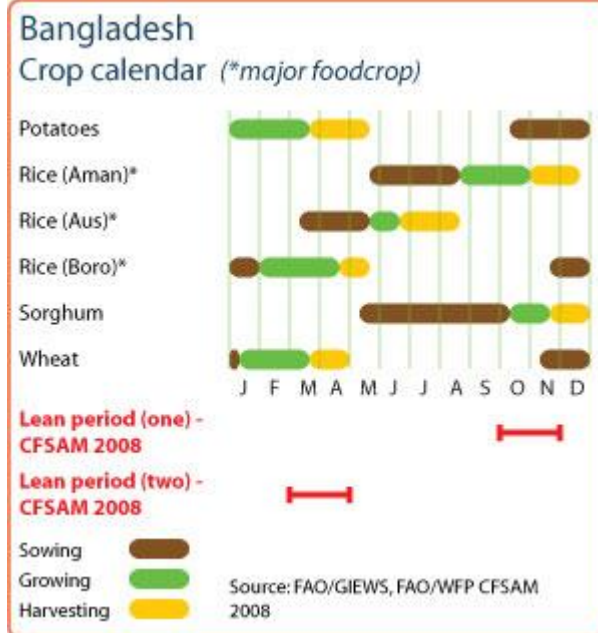 Bangladesh
Crop calendar (*major foodcrop)
Potatoes
Rice (Aman)*
Rice (Aus)*
Rice (Boro)*
Sorghum
Wheat
J F M A M J J A S O N D
Lean period (one) -
CFSAM 2008
Lean period (two) -
CFSAM 2008
Sowing
Growing
Harvesting
Source: FAO/GIEWS, FAO/WFP CFSAM
2008